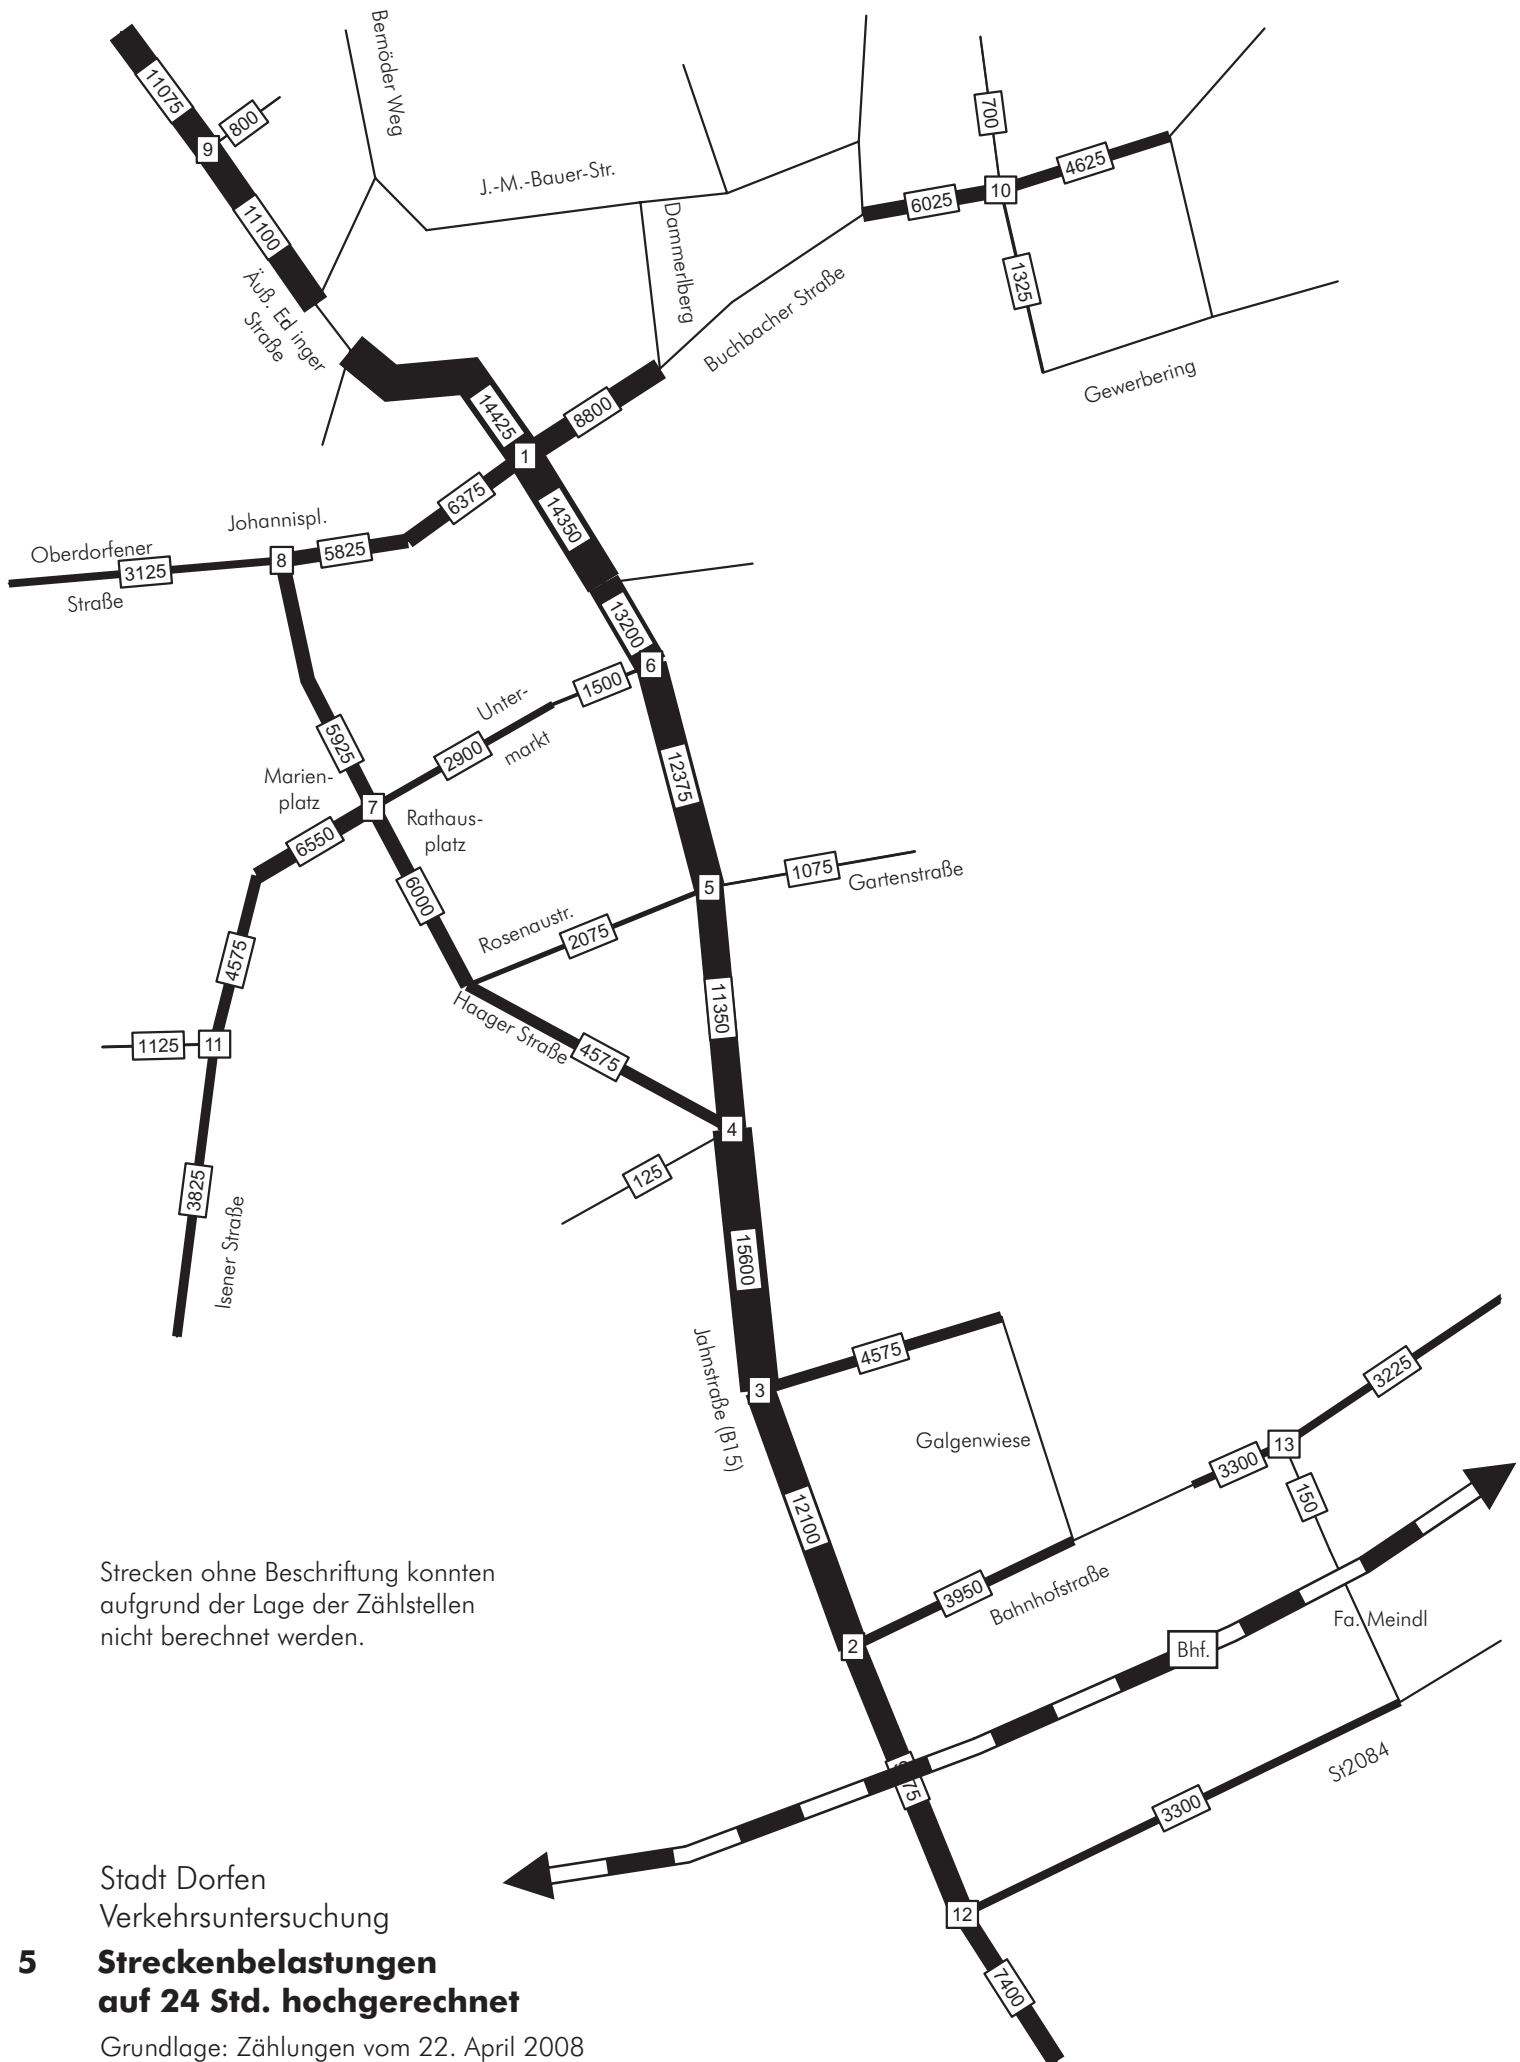 Bernöder Weg
11075
800
9
700
J.-M.-Bauer-Str.
4625
10
6025
11100
Dammerlberg
1325
Äuß. Ed inger
Straße
Buchbacher Straße
Gewerbering
14425
8800
1
6375
14350
Johannispl.
Oberdorfener
3125
8
5825
Straße
13200
6
1500
Unter-
markt
2900
5925
12375
Marien-
platz
7
Rathaus-
platz
6550
6000
5
1075
Gartenstraße
Rosenaustr.
2075
4575
11350
Haager Straße
1125
11
4575
4
125
3825
Isener Straße
15600
Jahnstraße (B15)
4575
3
3225
Galgenwiese
13
3300
150
12100
Strecken ohne Beschriftung konnten
aufgrund der Lage der Zählstellen
nicht berechnet werden.
3950
Bahnhofstraße
Fa. Meindl
2
Bhf.
St2084
3300
12
7400
Stadt Dorfen
Verkehrsuntersuchung
5 Streckenbelastungen
auf 24 Std. hochgerechnet
Grundlage: Zählungen vom 22. April 2008